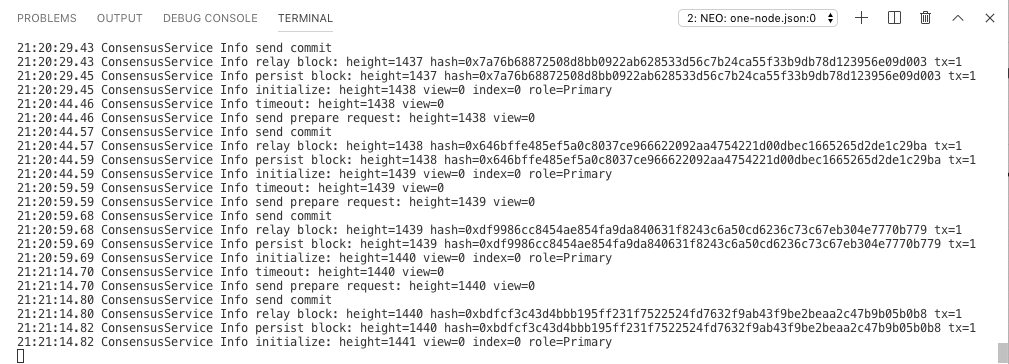 PROBLEMS OUTPUT DEBUG CONSOLE TERMINAL 2: NEO: one-node.json:0
21:20:29.43 ConsensusService Info send commit
21:20:29.43 ConsensusService Info relay block: height=1437 hash=0x7a76b68872508d8bb0922ab628533d56c7b24ca55f33b9db78d123956e09d003 tx=1
21:20:29.45 ConsensusService Info persist block: height=1437 hash=0x7a76b68872508d8bb0922ab628533d56c7b24ca55f33b9db78d123956e09d003 tx=1
21:20:29.45 ConsensusService Info initialize: height=1438 view=0 index=0 role=Primary
21:20:44.46 ConsensusService Info timeout: height=1438 view=0
21:20:44.46 ConsensusService Info send prepare request: height=1438 view=0
21:20:44.57 ConsensusService Info send commit
21:20:44.57 ConsensusService Info relay block: height=1438 hash=0x646bffe485ef5a0c8037ce966622092aa4754221d00dbec1665265d2de1c29ba tx=1
21:20:44.59 ConsensusService Info persist block: height=1438 hash=0x646bffe485ef5a0c8037ce966622092aa4754221d00dbec1665265d2de1c29ba tx=1
21:20:44.59 ConsensusService Info initialize: height=1439 view=0 index=0 role=Primary
21:20:59.59 ConsensusService Info timeout: height=1439 view=0
21:20:59.59 ConsensusService Info send prepare request: height=1439 view=0
21:20:59.68 ConsensusService Info send commit
21:20:59.68 ConsensusService Info relay block: height=1439 hash=0xdf9986cc8454ae854fa9da840631f8243c6a50cd6236c73c67eb304e7770b779 tx=1
21:20:59.69 ConsensusService Info persist block: height=1439 hash=0xdf9986cc8454ae854fa9da840631f8243c6a50cd6236c73c67eb304e7770b779 tx=1
21:20:59.69 ConsensusService Info initialize: height=1440 view=0 index=0 role=Primary
21:21:14.70 ConsensusService Info timeout: height=1440 view=0
21:21:14.70 ConsensusService Info send prepare request: height=1440 view=0
21:21:14.80 ConsensusService Info send commit
21:21:14.80 ConsensusService Info relay block: height=1440 hash=0xbdfcf3c43d4bbb195ff231f7522524fd7632f9ab43f9be2beaa2c47b9b05b0b8 tx=1
21:21:14.82 ConsensusService Info persist block: height=1440 hash=0xbdfcf3c43d4bbb195ff231f7522524fd7632f9ab43f9be2beaa2c47b9b05b0b8 tx=1
21:21:14.82 ConsensusService Info initialize: height=1441 view=0 index=0 role=Primary